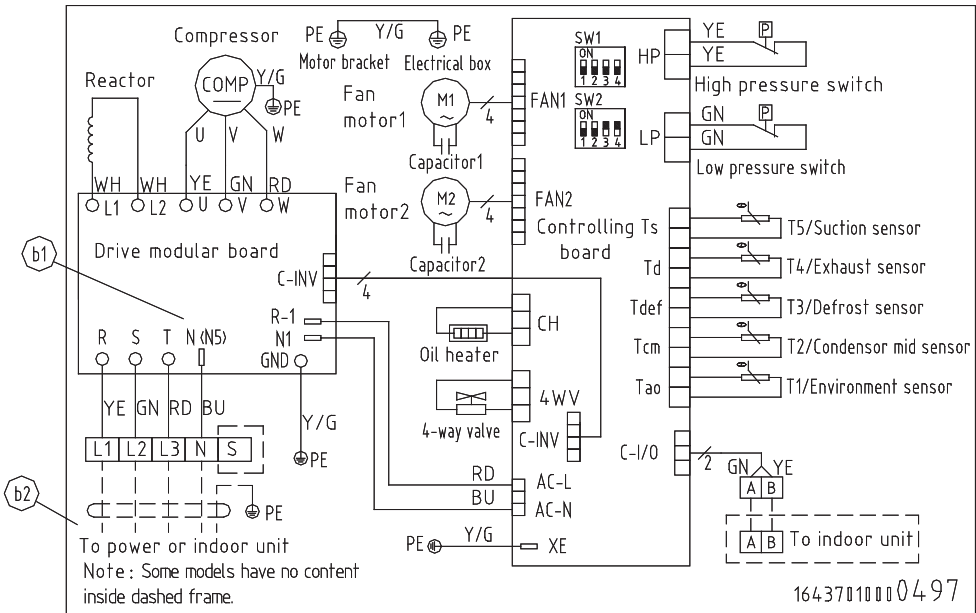 Compressor
COMP
Y/G
PE
Reactor
U V W
WH WH YE GN RD
L1 L2 U V W
Drive modular board
C-INV
4
R-1
N1
GND
R S T N (N5)
b1
YE GN RD BU
Y/G
PE
L1 L2 L3 N S
b2
PE
To power or indoor unit
Note: Some models have no content
inside dashed frame.
PE Y/G PE
Motor bracket Electrical box
Fan
motor1
M1
~
4
Capacitor1
FAN1
Fan
motor2
M2
~
4
Capacitor2
FAN2
SW1
ON
1 2 3 4
SW2
ON
1 2 3 4
Controlling
board
Oil heater
CH
4-way valve
4WV
C-INV
RD
AC-L
BU
AC-N
PE Y/G XE
HP
YE
YE
P
High pressure switch
LP
GN
GN
P
Low pressure switch
Ts
T5/Suction sensor
Td
T4/Exhaust sensor
Tdef
T3/Defrost sensor
Tcm
T2/Condensor mid sensor
Tao
T1/Environment sensor
C-I/O
2
GN YE
A B
A B To indoor unit
16437010000497